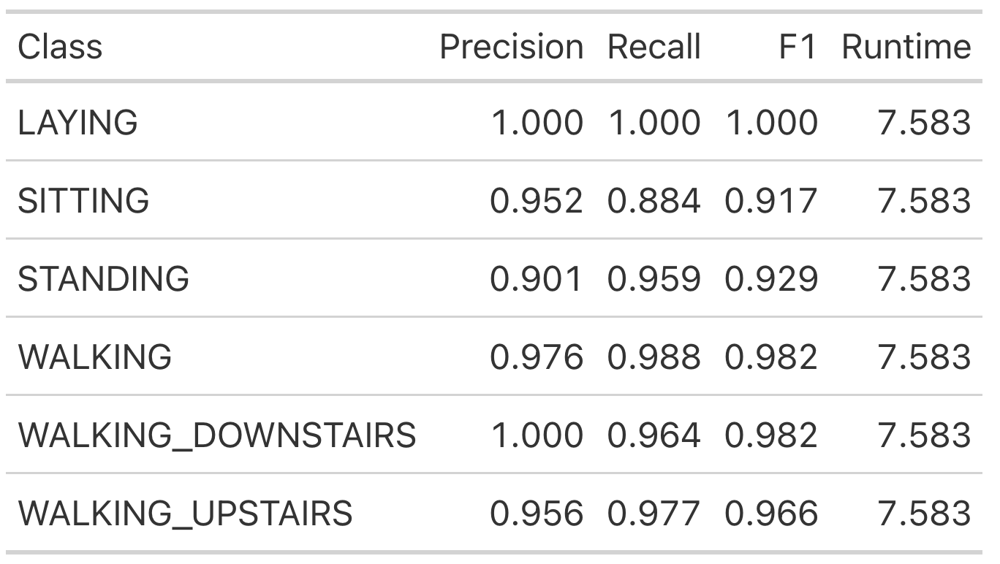 Class Precision Recall F1 Runtime
LAYING 1.000 1.000 1.000 7.583
SITTING 0.952 0.884 0.917 7.583
STANDING 0.901 0.959 0.929 7.583
WALKING 0.976 0.988 0.982 7.583
WALKING_DOWNSTAIRS 1.000 0.964 0.982 7.583
WALKING_UPSTAIRS 0.956 0.977 0.966 7.583